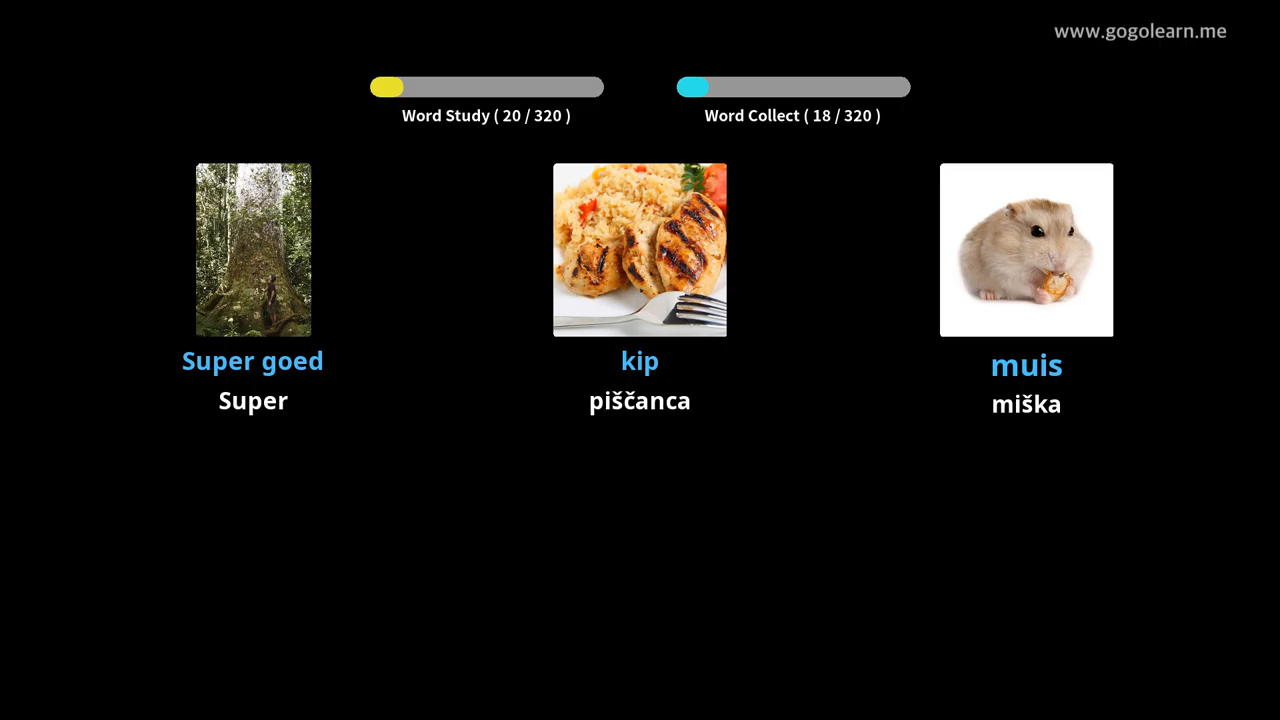 www.gogolearn.me
Word Study ( 20 / 320 )
Word Collect ( 18 / 320 )
Super goed
Super
kip
piščanca
muis
miška